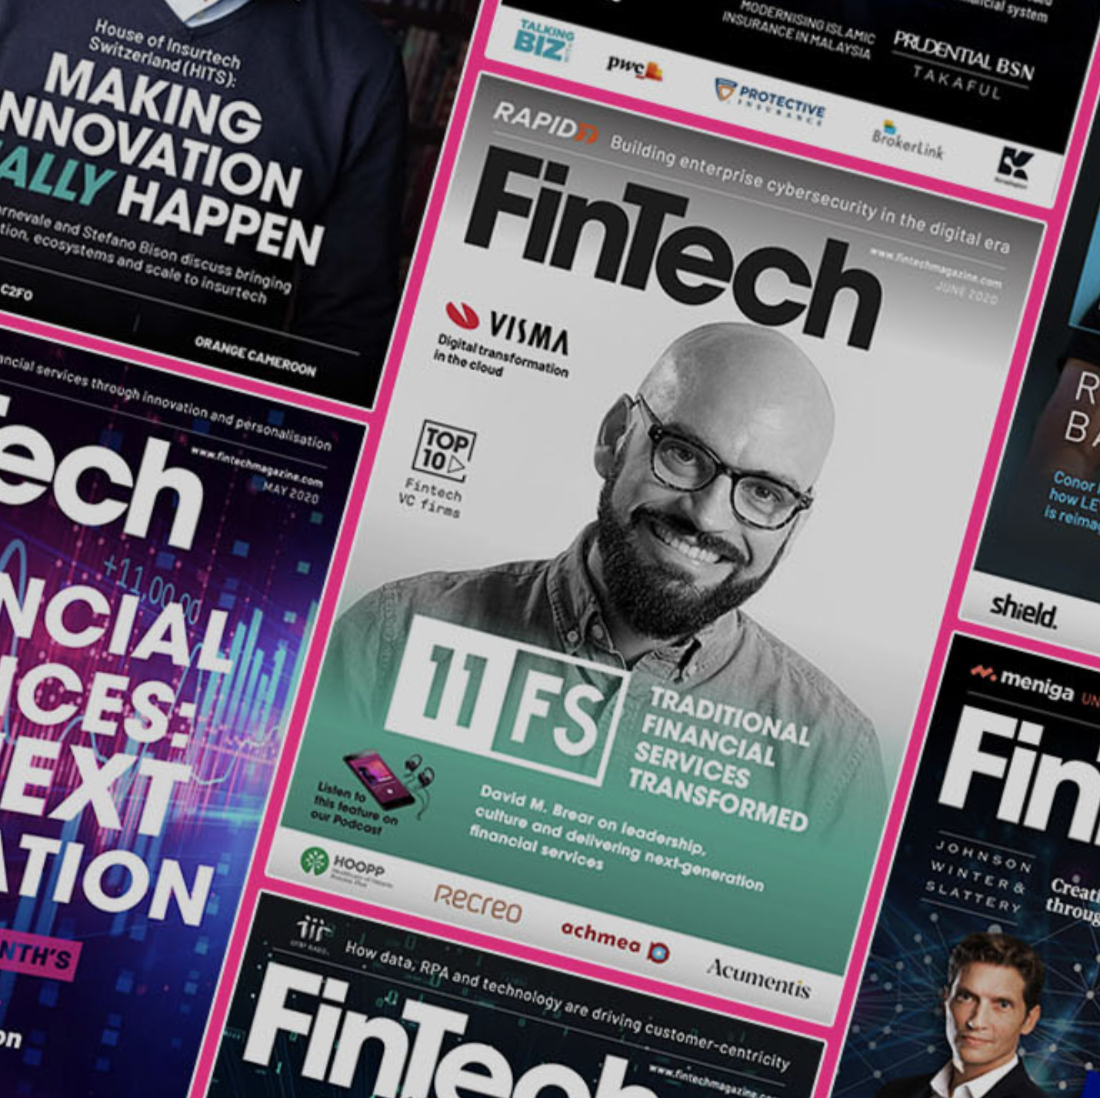 House of Insurtech
Switzerland (HITS):
MAKING
INNOVATION
ALLY HAPPEN
rnevale and Stefano Bison discuss bringing
tion, ecosystems and scale to insurtech
C2FO
ORANGE CAMEROON
ncial system
MODERNISING ISLAMIC
INSURANCE IN MALAYSIA
PRUDENTIAL BSN
TAKAFUL
TALKING
BIZ
pwc
PROTECTIVE
INSURANCE
BrokerLink
ancial services through innovation and personalisation
ech
www.fintechmagazine.com
MAY 2020
+11,00.00
NCIAL
ICES:
EXT
ATION
NTH'S
on
RAPID7 Building enterprise cybersecurity in the digital era
FinTech
www.fintechmagazine.com
JUNE 2020
VISMA
Digital transformation
in the cloud
TOP
10
Fintech
VC firms
11 FS
TRADITIONAL
FINANCIAL
SERVICES
TRANSFORMED
David M. Brear on leadership,
culture and delivering next-generation
financial services
Listen to
this feature on
our Podcast
HOOPP
Recreo
achmea
Acumentis
How data, RPA and technology are driving customer-centricity
FinTech
www.fintechmagazine.co
R
BA
Conor
how LE
is reima
shield.
meniga UN
Fin
JOHNSON
WINTER &
SLATTERY
Creati
throug